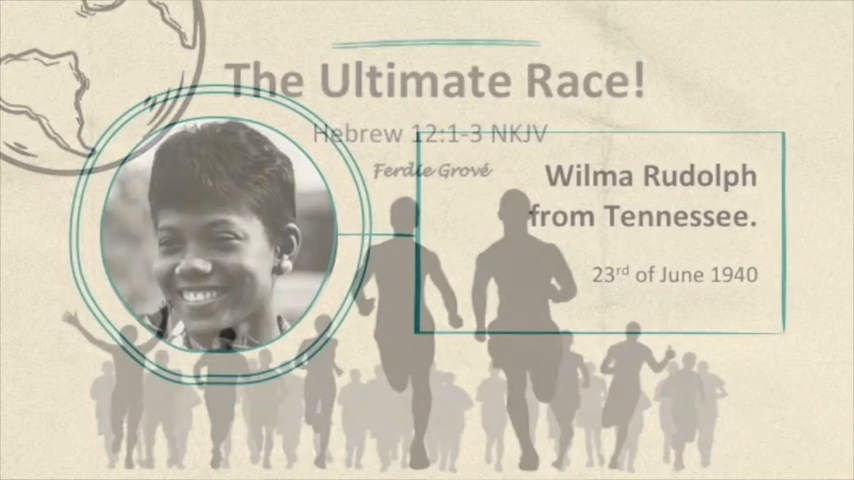 The Ultimate Race!
Hebrew 12:1-3 NKJV
Ferdie Grové
Wilma Rudolph
from Tennessee.
23rd of June 1940